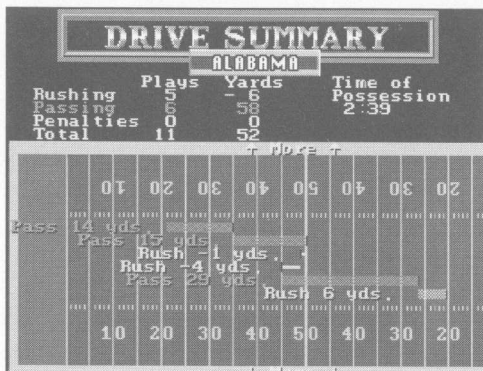 DRIVE SUMMARY
ALABAMA
Plays Yards Time of
Rushing 5 - 6 Possession
Passing 6 58 2:39
Penalties 0 0
Total 11 52
↑ More ↑
10 20 30 40 50 40 30 20
Pass 14 yds.
Pass 15 yds.
Rush -1 yds.
Rush -4 yds.
Pass 29 yds.
Rush 6 yds.
10 20 30 40 50 40 30 20